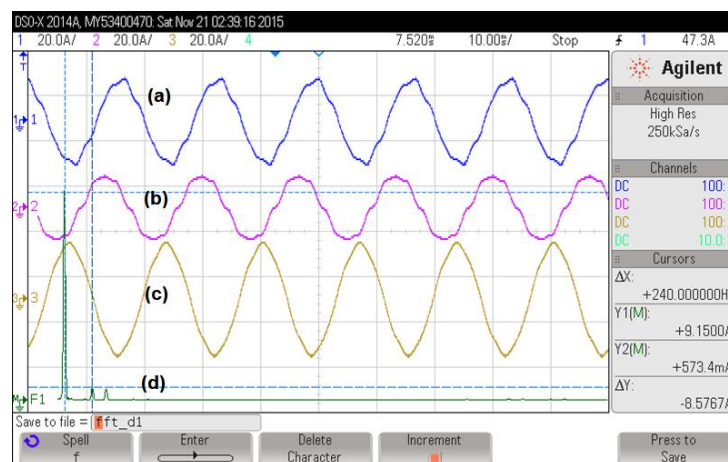 DSO-X 2014A, MY53400470: Sat Nov 21 02:39:16 2015
1 20.0A/ 2 20.0A/ 3 20.0A/ 4 7.520s 10.00s/ Stop 1 47.3A
T
Agilent
Acquisition
High Res
250kSa/s
Channels
DC 100:
DC 100:
DC 100:
DC 10.0:
Cursors
ΔX:
+240.000000H
Y1(M):
+9.1500A
Y2(M):
+573.4m
ΔY:
-8.5767A
(a)
1
(b)
2
(c)
3
(d)
F1
Save to file = fft_d1
Spell
f
Enter
Delete
Character
Increment
Press to
Save